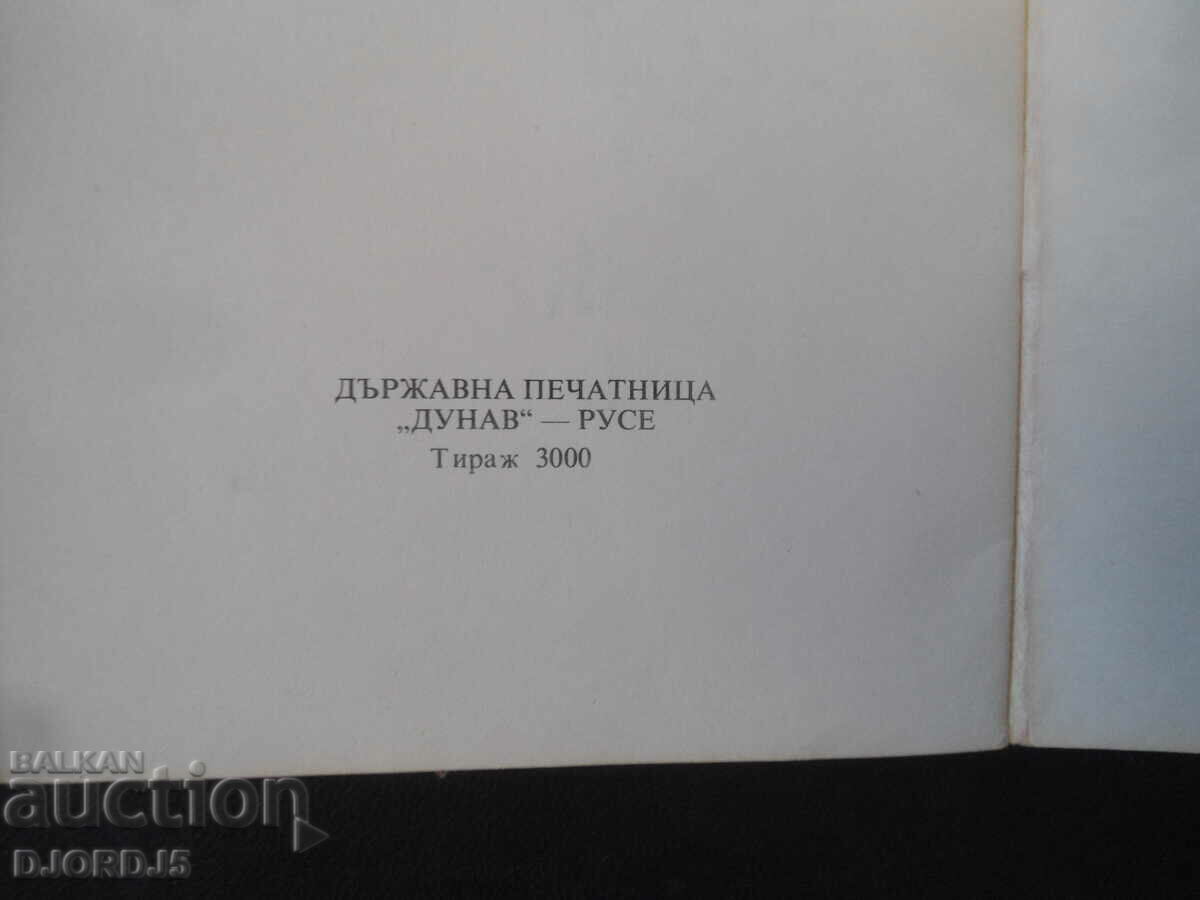 ДЪРЖАВНА ПЕЧАТНИЦА
„ДУНАВ“ — РУСЕ
Тираж 3000
BALKAN
auction
DJORDJ5